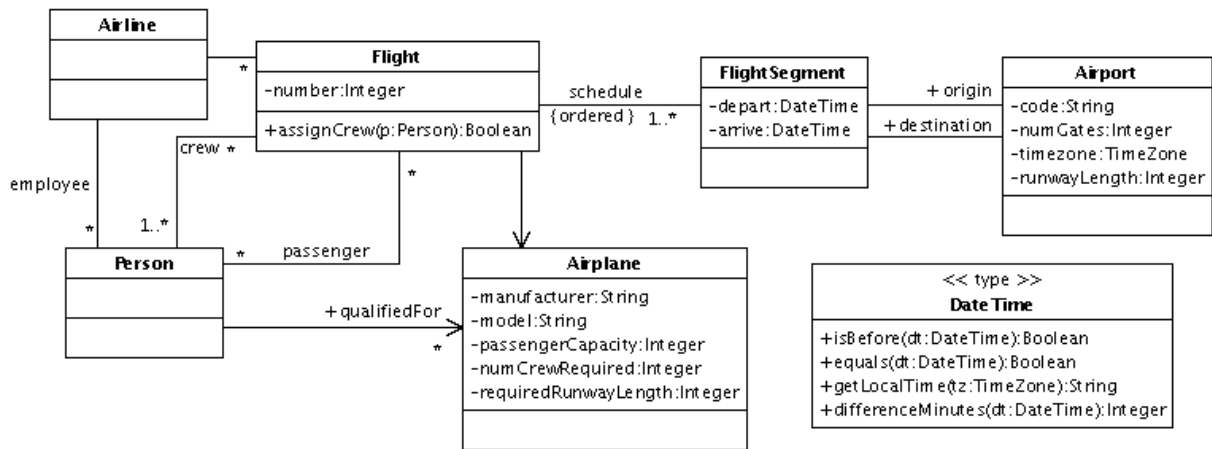 Airline
*
employee
*
Flight
-number:Integer
+assignCrew(p:Person):Boolean
crew
*
1..*
*
passenger
*
schedule
{ordered }
1..*
FlightSegment
-depart:DateTime
-arrive:DateTime
+ origin
+destination
Airport
-code:String
-numGates:Integer
-timezone:TimeZone
-runwayLength:Integer
Person
+qualifiedFor
*
Airplane
-manufacturer:String
-model:String
-passengerCapacity:Integer
-numCrewRequired:Integer
-requiredRunwayLength:Integer
<< type >>
DateTime
+isBefore(dt:DateTime):Boolean
+equals(dt:DateTime):Boolean
+getLocalTime(tz:TimeZone):String
+differenceMinutes(dt:DateTime):Integer